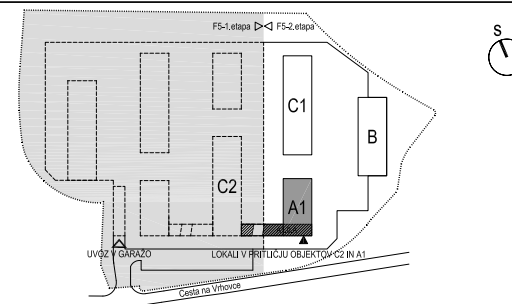 F5-1.etapa F5-2.etapa
S
C1
B
C2
A1
UVOZ V GARAŽO
LOKALI V PRITLIČJU OBJEKTOV C2 IN A1
Cesta na Vrhovce